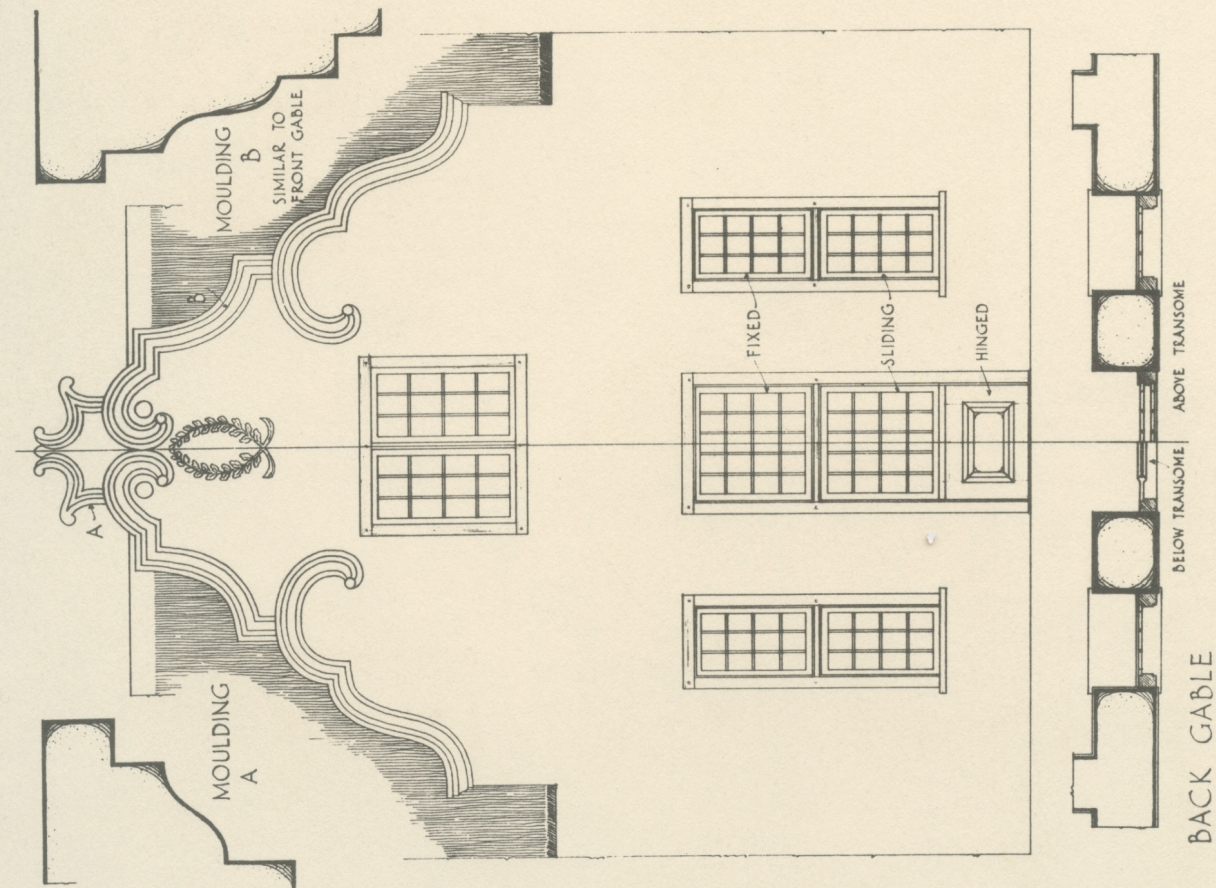 A
B
MOULDING
A
MOULDING
B
SIMILAR TO
FRONT GABLE
FIXED
SLIDING
HINGED
BELOW TRANSOME
ABOVE TRANSOME
BACK GABLE